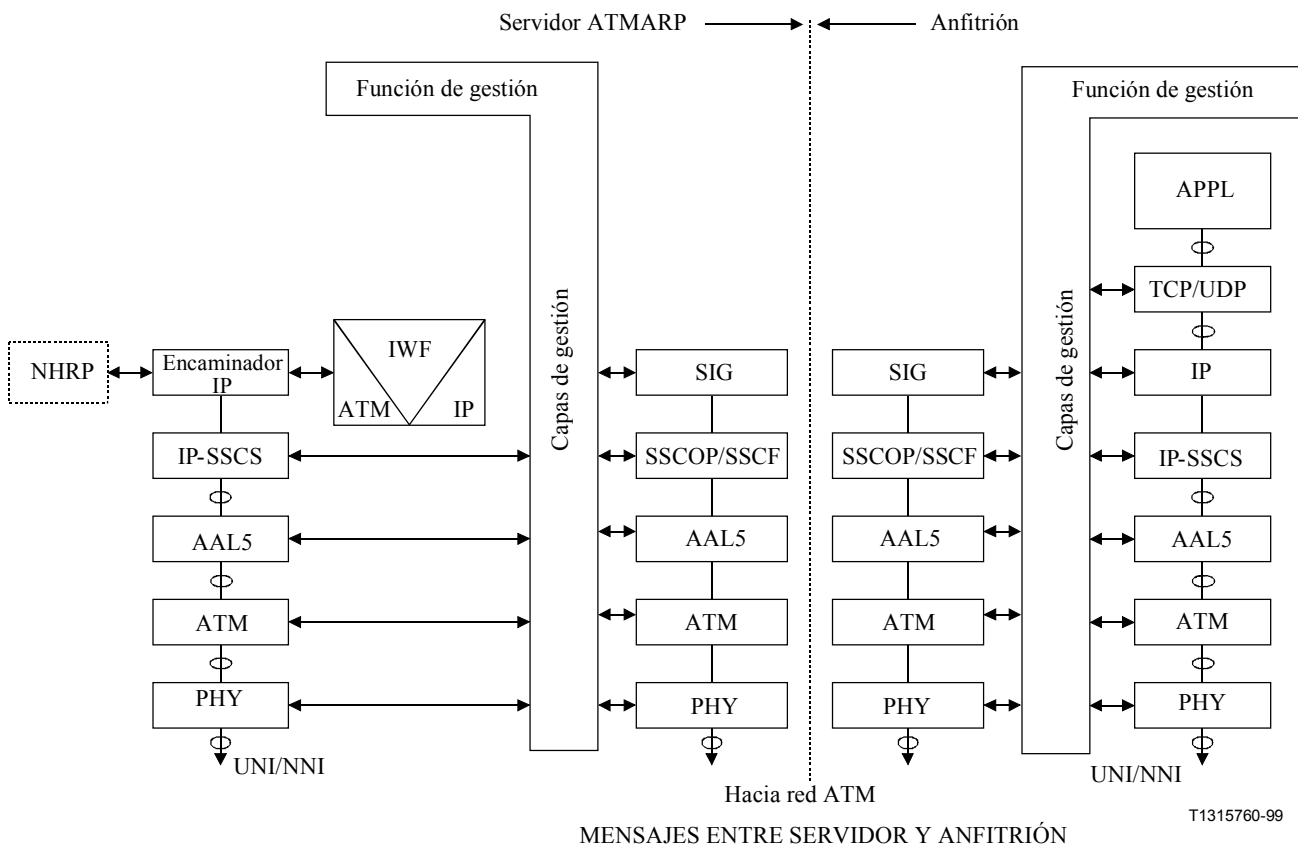 Servidor ATMARP
Anfitrión
Función de gestión
Función de gestión
APPL
TCP/UDP
Capas de gestión
Capas de gestión
NHRP
Encaminador
IP
IWF
ATM
IP
SIG
SIG
IP
IP-SSCS
SSCOP/SSCF
SSCOP/SSCF
IP-SSCS
AAL5
AAL5
AAL5
AAL5
ATM
ATM
ATM
ATM
PHY
PHY
PHY
PHY
UNI/NNI
UNI/NNI
Hacia red ATM
T1315760-99
MENSAJES ENTRE SERVIDOR Y ANFITRIÓN